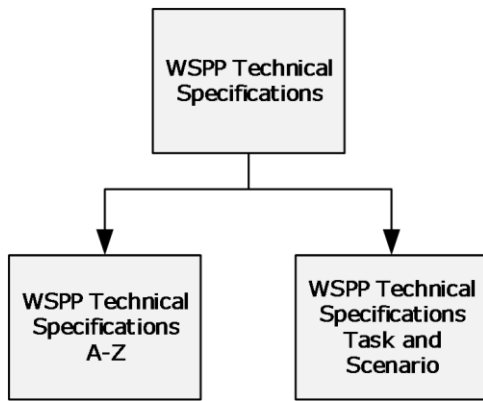 WSPP Technical
Specifications
WSPP Technical
Specifications
A-Z
WSPP Technical
Specifications
Task and
Scenario